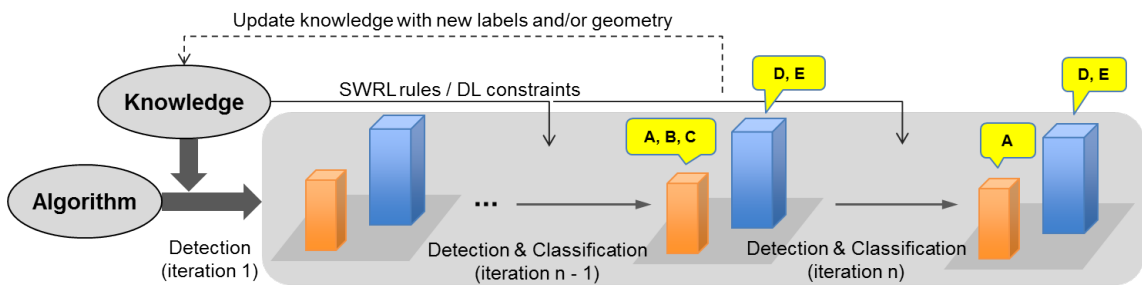 Update knowledge with new labels and/or geometry
D, E
D, E
Knowledge
SWRL rules / DL constraints
A, B, C
A
Algorithm
...
Detection
(iteration 1)
Detection & Classification
(iteration n - 1)
Detection & Classification
(iteration n)